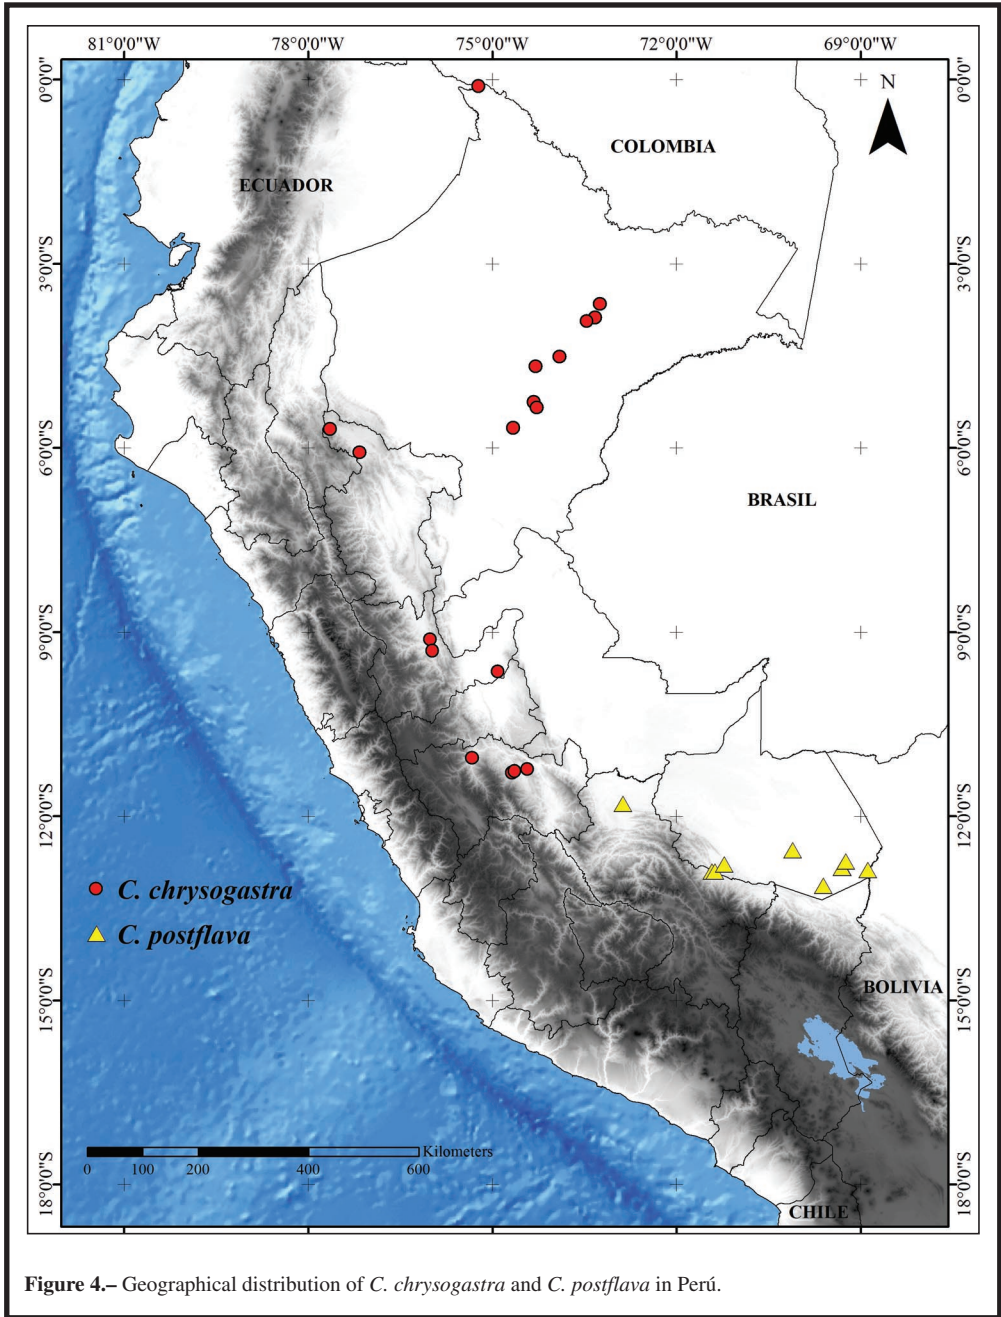 81°0'0"W 78°0'0"W 75°0'0"W 72°0'0"W 69°0'0"W
0°0'0"
0°0'0"
N
COLOMBIA
ECUADOR
3°0'0"S
3°0'0"S
6°0'0"S
6°0'0"S
BRASIL
9°0'0"S
9°0'0"S
12°0'0"S
12°0'0"S
C. chrysogastra
C. postflava
15°0'0"S
BOLIVIA
15°0'0"S
Kilometers
0 100 200 400 600
18°0'0"S
18°0'0"S
CHILE
Figure 4.– Geographical distribution of C. chrysogastra and C. postflava in Perú.